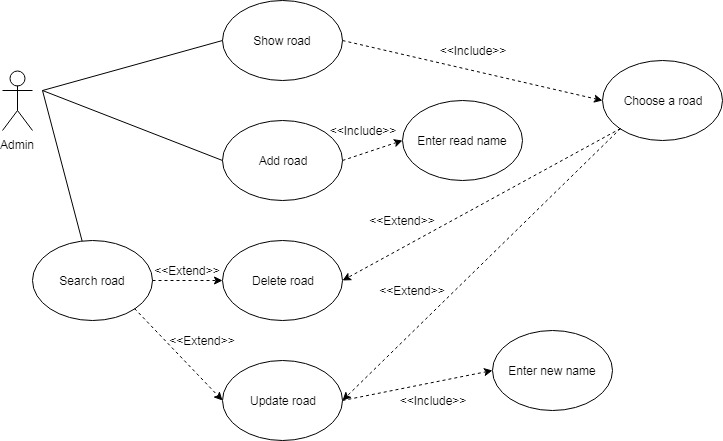 Show road
<<Include>>
Choose a road
Admin
<<Include>>
Add road
Enter read name
<<Extend>>
Search road
<<Extend>>
Delete road
<<Extend>>
<<Extend>>
Enter new name
Update road
<<Include>>